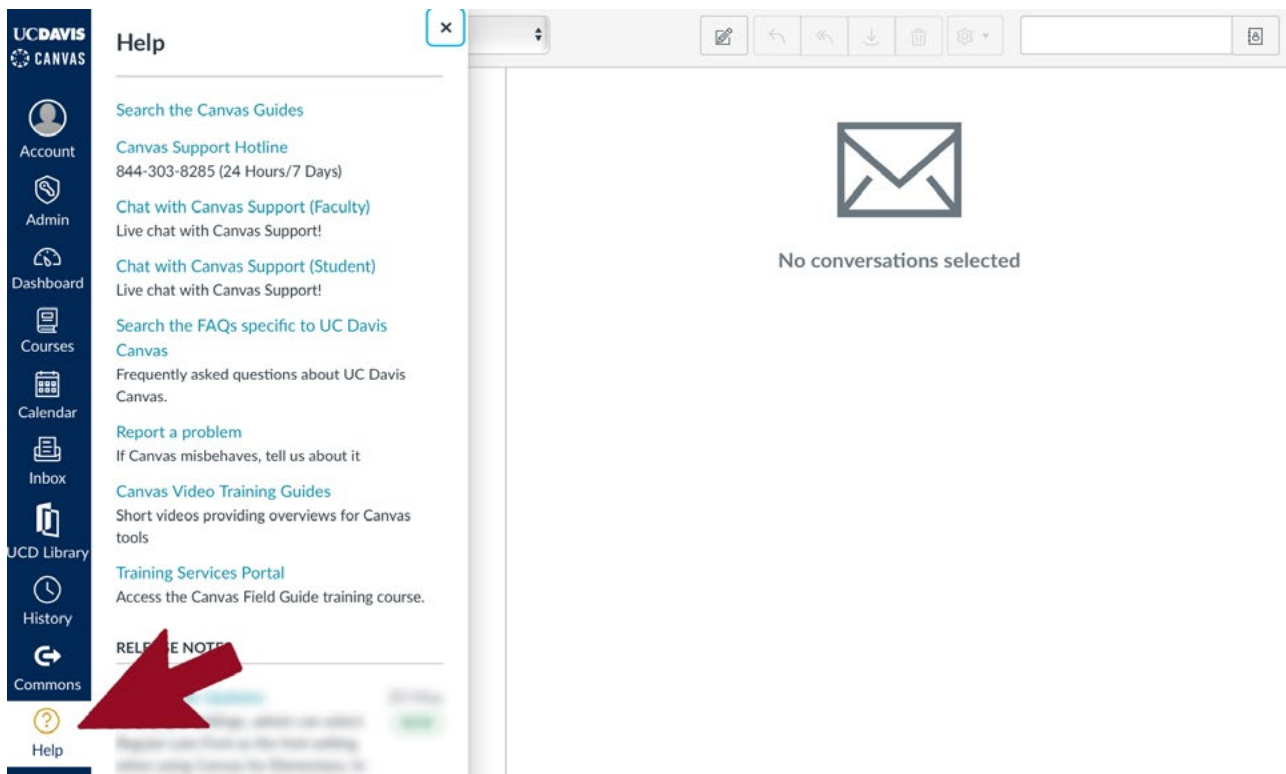 UCDAVIS
CANVAS
Account
Admin
Dashboard
Courses
Calendar
Inbox
UCD Library
History
Commons
Help
Help
Search the Canvas Guides
Canvas Support Hotline
844-303-8285 (24 Hours/7 Days)
Chat with Canvas Support (Faculty)
Live chat with Canvas Support!
Chat with Canvas Support (Student)
Live chat with Canvas Support!
Search the FAQs specific to UC Davis
Canvas
Frequently asked questions about UC Davis
Canvas.
Report a problem
If Canvas misbehaves, tell us about it
Canvas Video Training Guides
Short videos providing overviews for Canvas
tools
Training Services Portal
Access the Canvas Field Guide training course.
RELEASE NOTES
No conversations selected